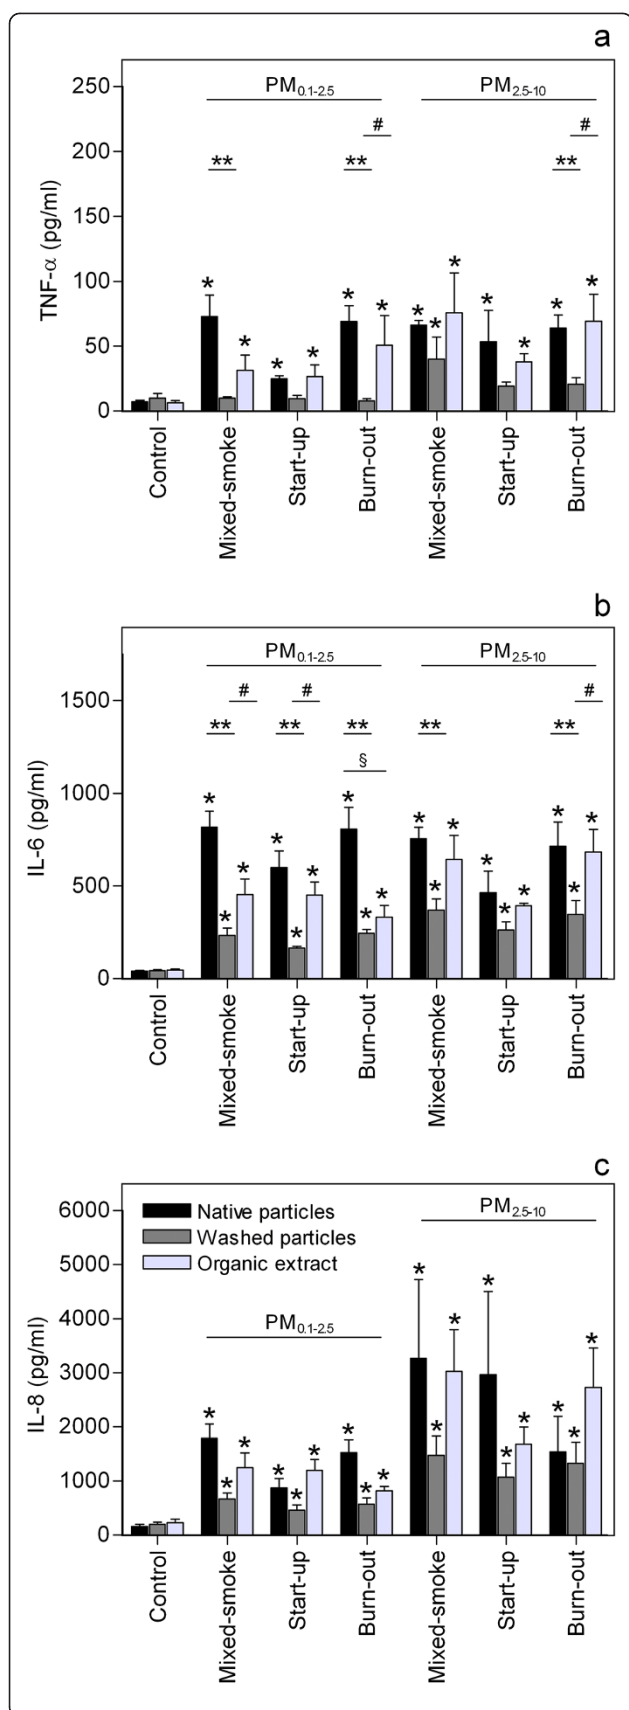 a
PM0.1-2.5 PM2.5-10
# #
** ** **
* * * * * * * * * * * * *
TNF-α (pg/ml)
250
200
150
100
50
0
Control Mixed-smoke Start-up Burn-out Mixed-smoke Start-up Burn-out
b
PM0.1-2.5 PM2.5-10
# # #
** ** ** ** **
§
* * * * * * * * * * * * * * * * * *
IL-6 (pg/ml)
1500
1000
500
0
Control Mixed-smoke Start-up Burn-out Mixed-smoke Start-up Burn-out
c
Native particles
Washed particles
Organic extract
PM2.5-10
PM0.1-2.5
* * * * * * * * * * * * * * * * * *
IL-8 (pg/ml)
6000
5000
4000
3000
2000
1000
0
Control Mixed-smoke Start-up Burn-out Mixed-smoke Start-up Burn-out